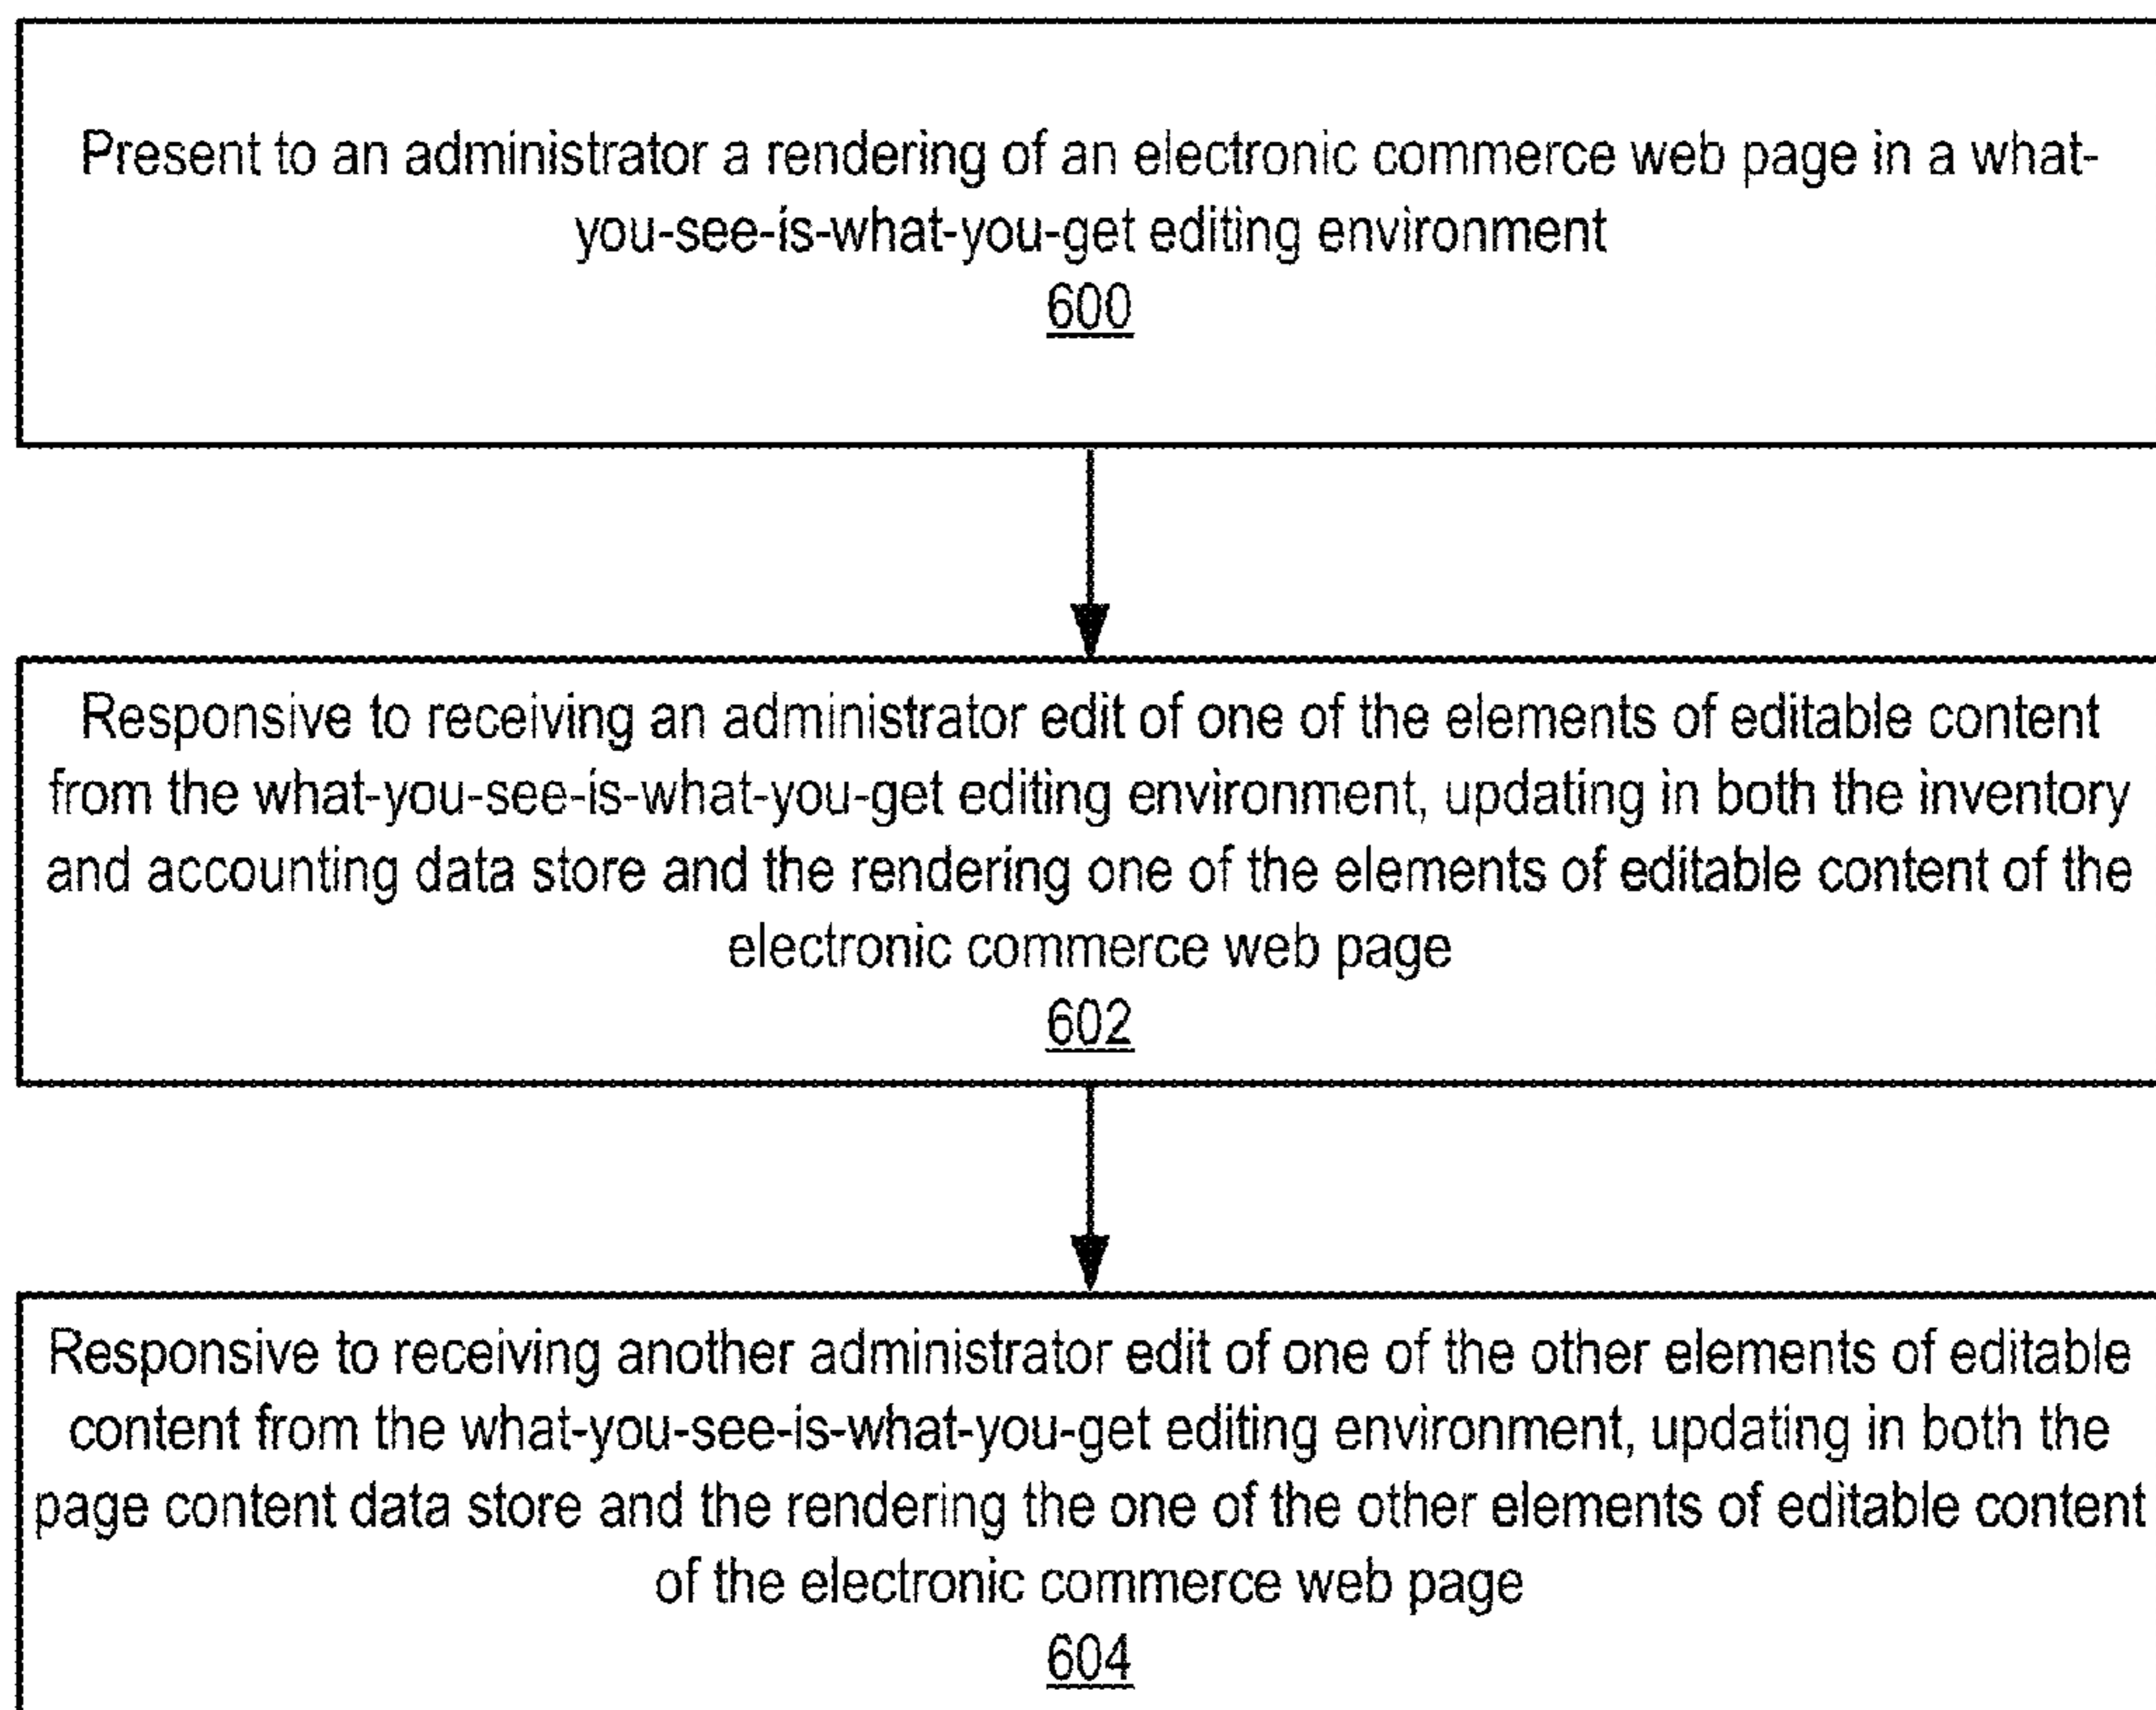 Present to an administrator a rendering of an electronic commerce web page in a what-
you-see-is-what-you-get editing environment
600
Responsive to receiving an administrator edit of one of the elements of editable content
from the what-you-see-is-what-you-get editing environment, updating in both the inventory
and accounting data store and the rendering one of the elements of editable content of the
electronic commerce web page
602
Responsive to receiving another administrator edit of one of the other elements of editable
content from the what-you-see-is-what-you-get editing environment, updating in both the
page content data store and the rendering the one of the other elements of editable content
of the electronic commerce web page
604